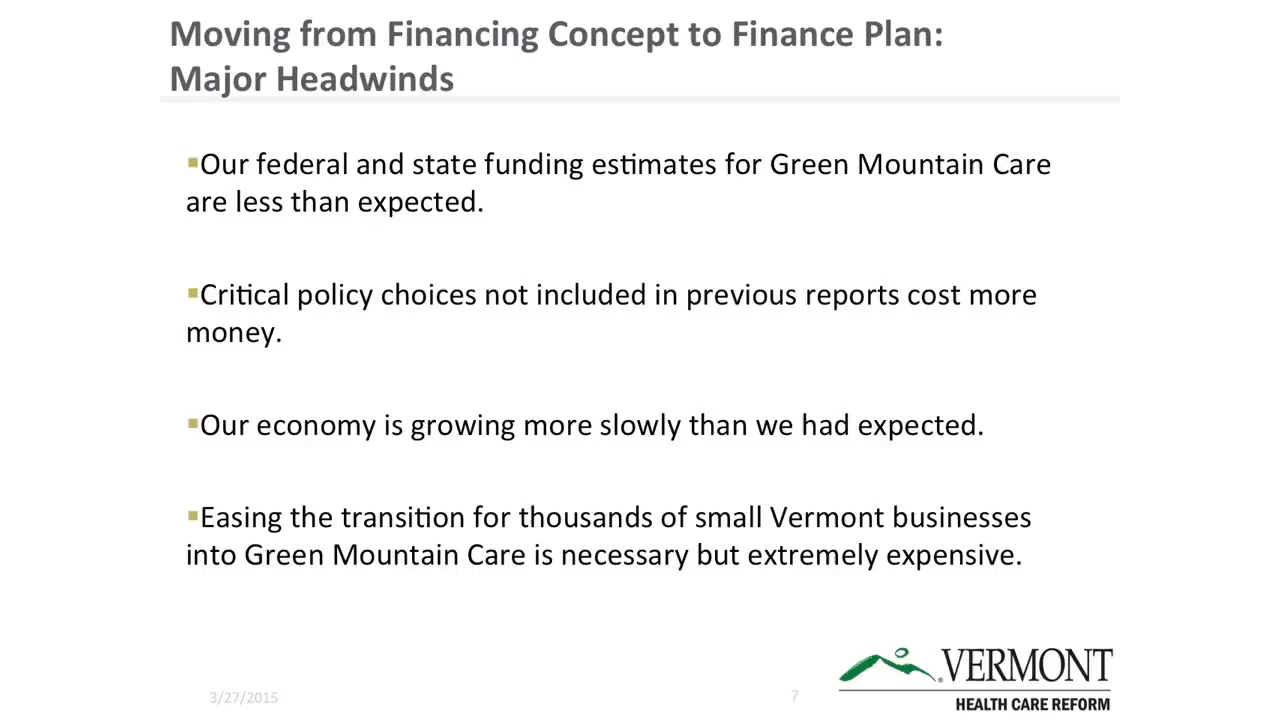 Moving from Financing Concept to Finance Plan:
Major Headwinds
▪Our federal and state funding estimates for Green Mountain Care
are less than expected.
▪Critical policy choices not included in previous reports cost more
money.
▪Our economy is growing more slowly than we had expected.
▪Easing the transition for thousands of small Vermont businesses
into Green Mountain Care is necessary but extremely expensive.
3/27/2015
7
VERMONT
HEALTH CARE REFORM